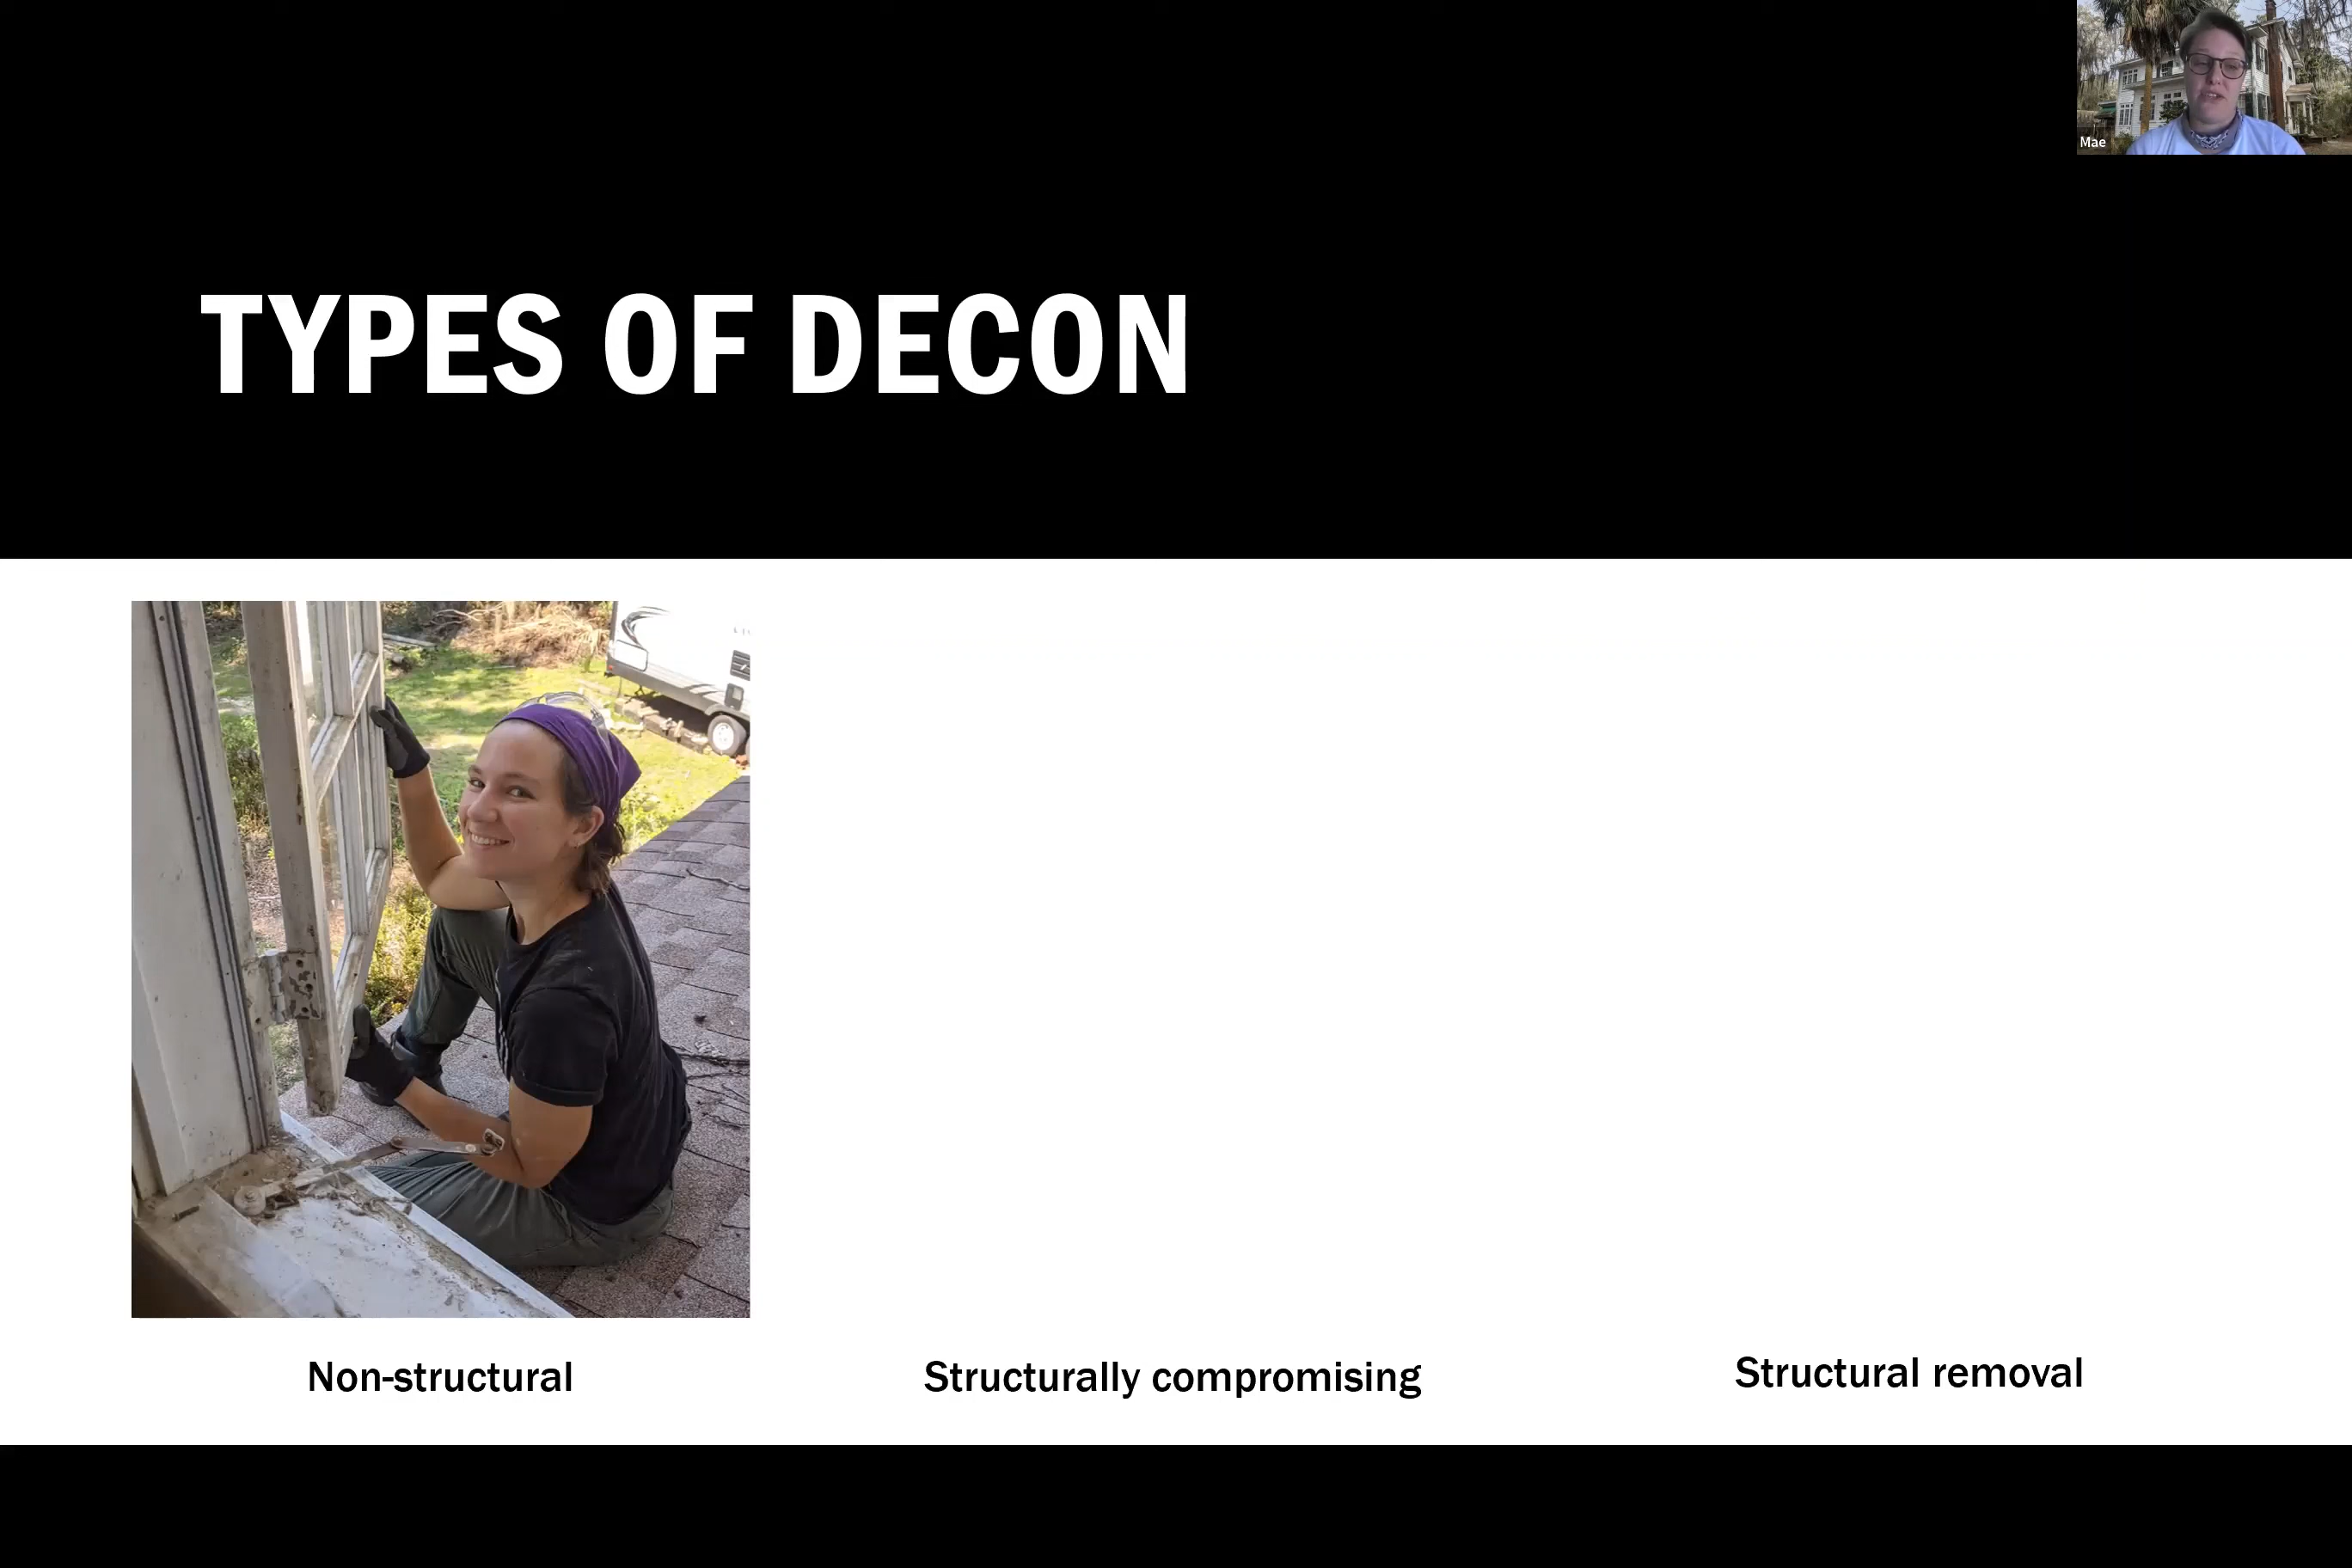 Mae
TYPES OF DECON
Non-structural
Structurally compromising
Structural removal